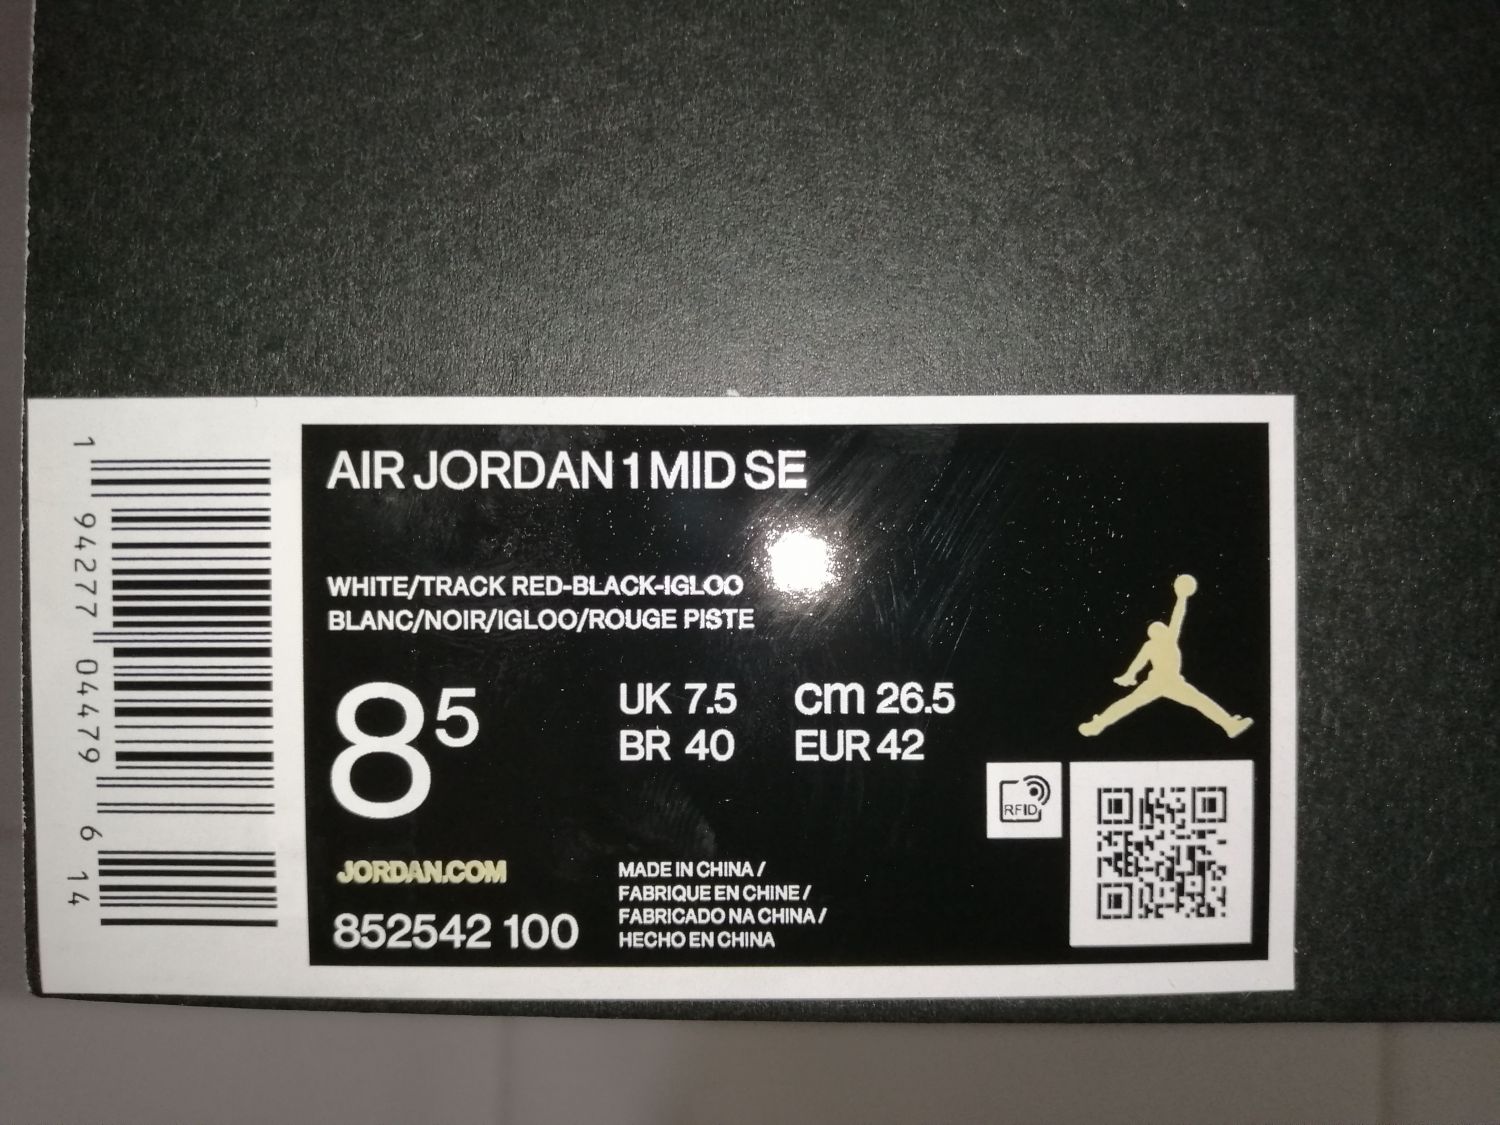 1 94277 04479 6 14
AIR JORDAN 1 MID SE
WHITE/TRACK RED-BLACK-IGLOO
BLANC/NOIR/IGLOO/ROUGE PISTE
8 5
UK 7.5 cm 26.5
BR 40 EUR 42
RFID
JORDAN.COM
852542 100
MADE IN CHINA /
FABRIQUE EN CHINE /
FABRICADO NA CHINA /
HECHO EN CHINA